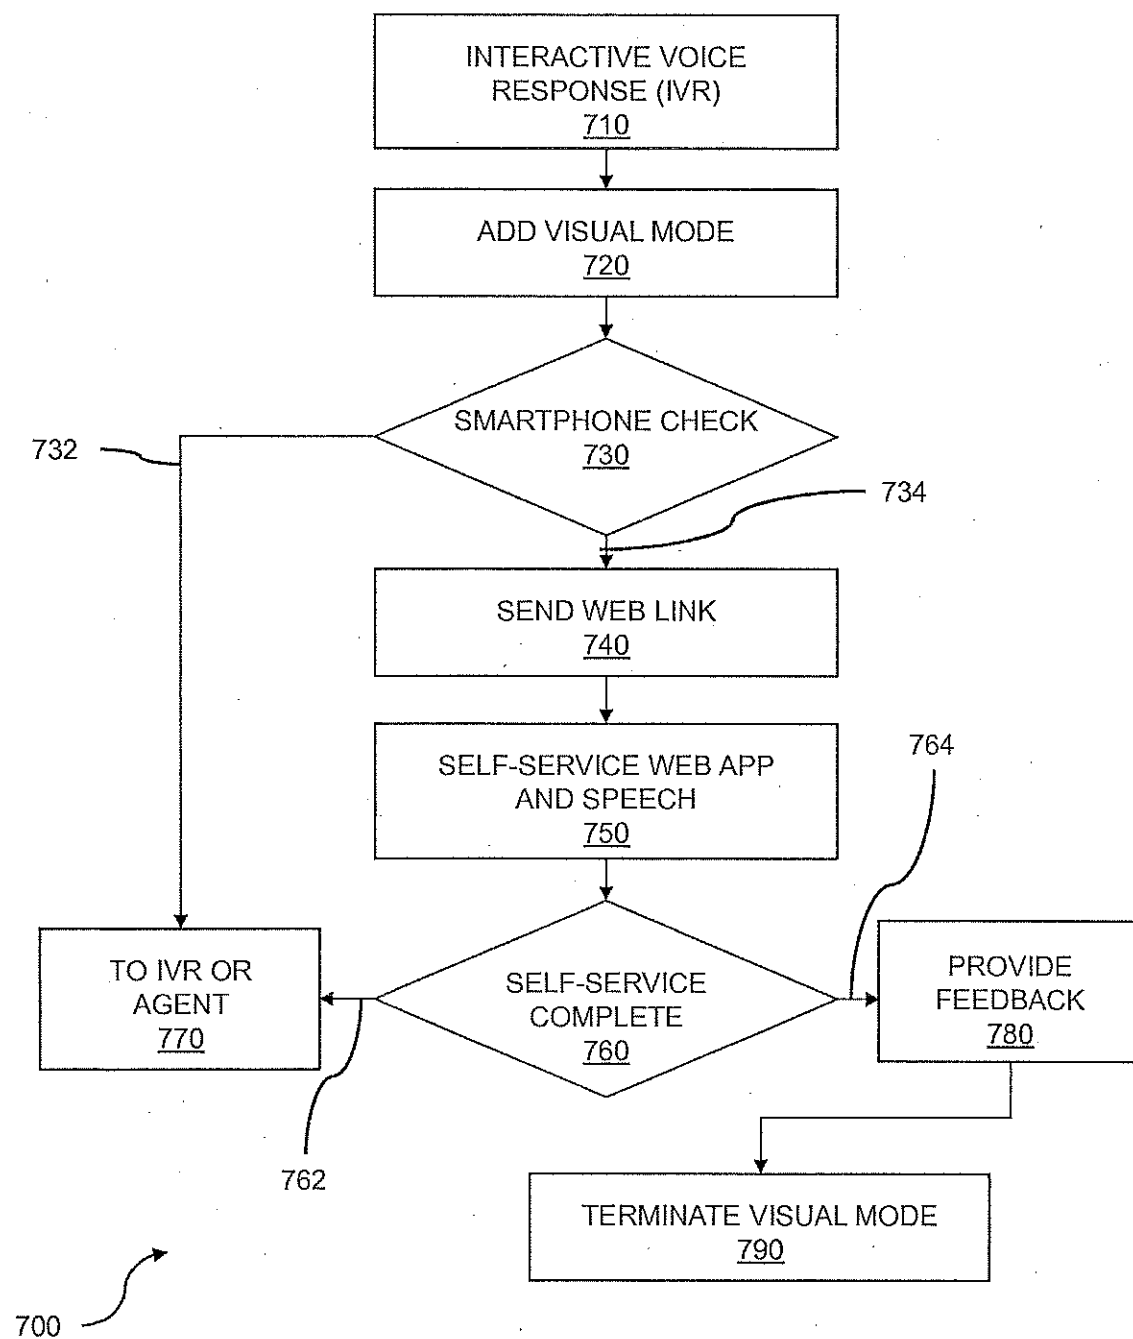 INTERACTIVE VOICE
RESPONSE (IVR)
710
ADD VISUAL MODE
720
SMARTPHONE CHECK
730
732
734
SEND WEB LINK
740
SELF-SERVICE WEB APP
AND SPEECH
750
764
TO IVR OR
AGENT
770
SELF-SERVICE
COMPLETE
760
PROVIDE
FEEDBACK
780
762
TERMINATE VISUAL MODE
790
700